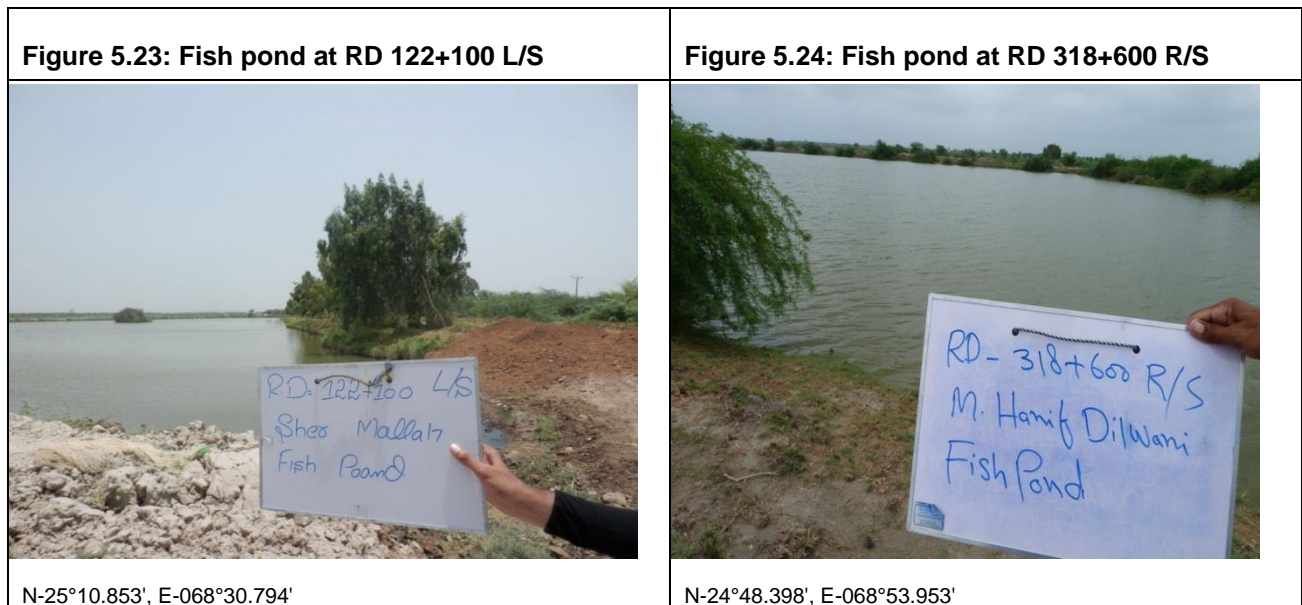 Figure 5.23: Fish pond at RD 122+100 L/S
Figure 5.24: Fish pond at RD 318+600 R/S
R.D: 122+100 L/S
Sher Mallah
Fish Poand
RD- 318+600 R/S
M. Hanif Dilwani
Fish Pond
N-25°10.853', E-068°30.794'
N-24°48.398', E-068°53.953'